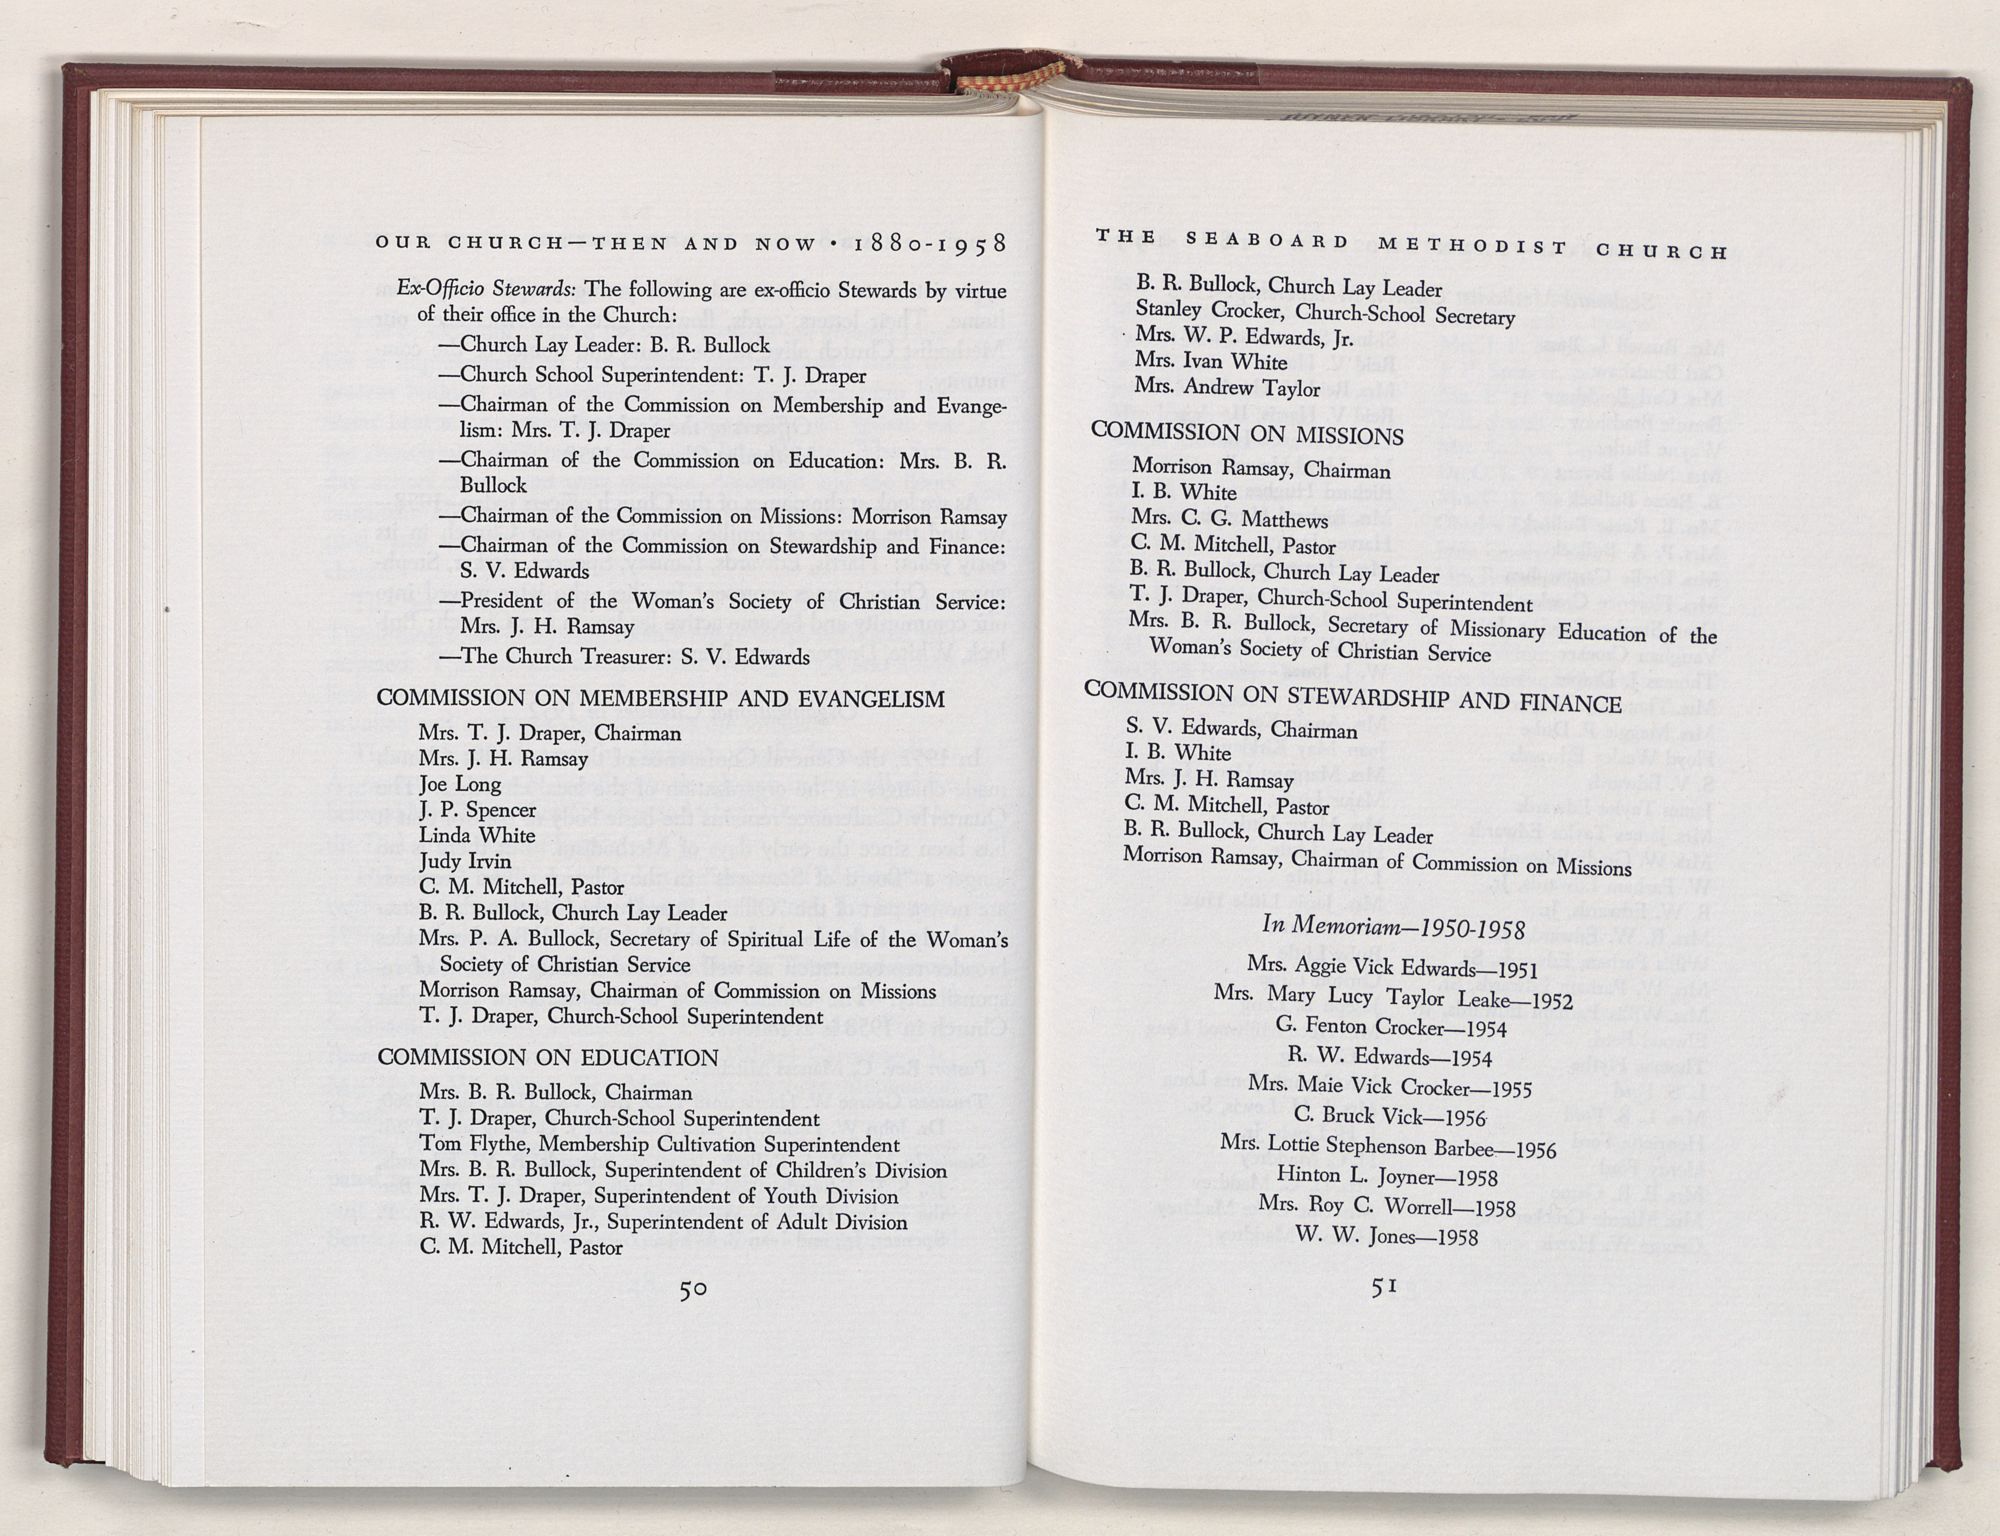 OUR CHURCH—THEN AND NOW • 1880-1958
Ex-Officio Stewards: The following are ex-officio Stewards by virtue
of their office in the Church:
—Church Lay Leader: B. R. Bullock
—Church School Superintendent: T. J. Draper
—Chairman of the Commission on Membership and Evange-
lism: Mrs. T. J. Draper
—Chairman of the Commission on Education: Mrs. B. R.
Bullock
—Chairman of the Commission on Missions: Morrison Ramsay
—Chairman of the Commission on Stewardship and Finance:
S. V. Edwards
—President of the Woman's Society of Christian Service:
Mrs. J. H. Ramsay
—The Church Treasurer: S. V. Edwards
COMMISSION ON MEMBERSHIP AND EVANGELISM
Mrs. T. J. Draper, Chairman
Mrs. J. H. Ramsay
Joe Long
J. P. Spencer
Linda White
Judy Irvin
C. M. Mitchell, Pastor
B. R. Bullock, Church Lay Leader
Mrs. P. A. Bullock, Secretary of Spiritual Life of the Woman's
Society of Christian Service
Morrison Ramsay, Chairman of Commission on Missions
T. J. Draper, Church-School Superintendent
COMMISSION ON EDUCATION
Mrs. B. R. Bullock, Chairman
T. J. Draper, Church-School Superintendent
Tom Flythe, Membership Cultivation Superintendent
Mrs. B. R. Bullock, Superintendent of Children's Division
Mrs. T. J. Draper, Superintendent of Youth Division
R. W. Edwards, Jr., Superintendent of Adult Division
C. M. Mitchell, Pastor
50
THE SEABOARD METHODIST CHURCH
B. R. Bullock, Church Lay Leader
Stanley Crocker, Church-School Secretary
Mrs. W. P. Edwards, Jr.
Mrs. Ivan White
Mrs. Andrew Taylor
COMMISSION ON MISSIONS
Morrison Ramsay, Chairman
I. B. White
Mrs. C. G. Matthews
C. M. Mitchell, Pastor
B. R. Bullock, Church Lay Leader
T. J. Draper, Church-School Superintendent
Mrs. B. R. Bullock, Secretary of Missionary Education of the
Woman's Society of Christian Service
COMMISSION ON STEWARDSHIP AND FINANCE
S. V. Edwards, Chairman
I. B. White
Mrs. J. H. Ramsay
C. M. Mitchell, Pastor
B. R. Bullock, Church Lay Leader
Morrison Ramsay, Chairman of Commission on Missions
In Memoriam—1950-1958
Mrs. Aggie Vick Edwards—1951
Mrs. Mary Lucy Taylor Leake—1952
G. Fenton Crocker—1954
R. W. Edwards—1954
Mrs. Maie Vick Crocker—1955
C. Bruck Vick—1956
Mrs. Lottie Stephenson Barbee—1956
Hinton L. Joyner—1958
Mrs. Roy C. Worrell—1958
W. W. Jones—1958
51